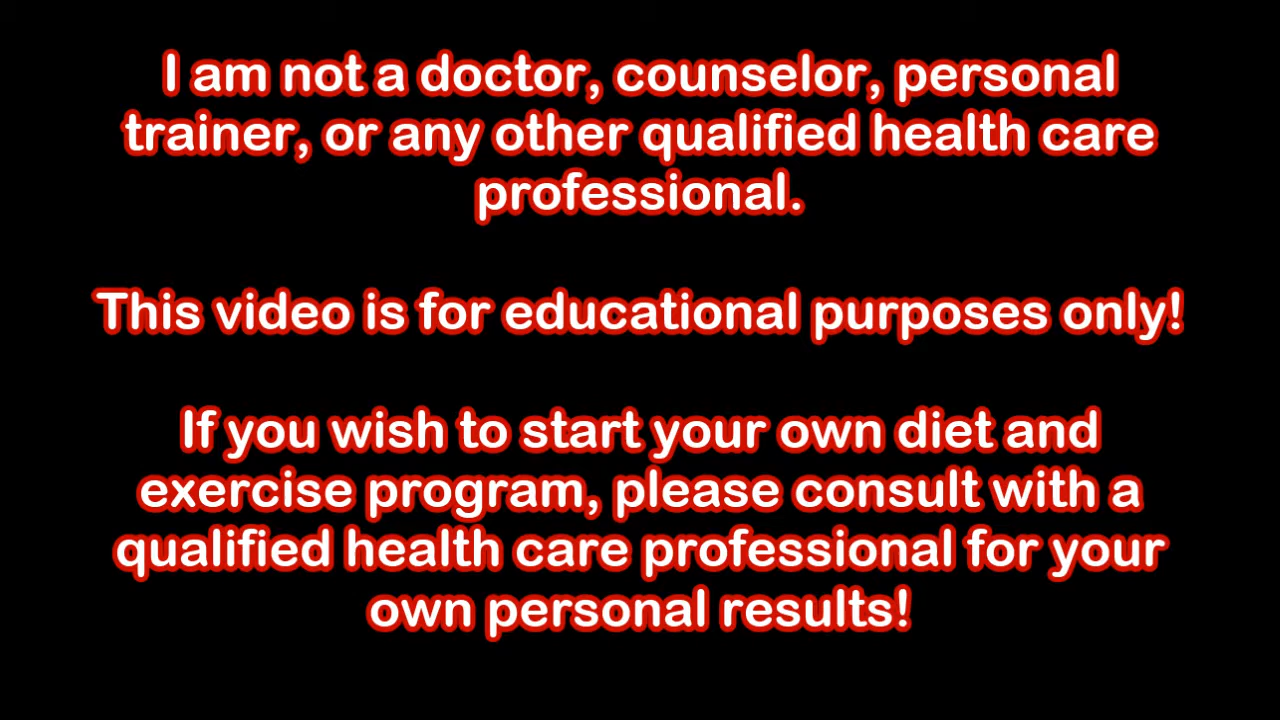 I am not a doctor, counselor, personal
trainer, or any other qualified health care
professional.
This video is for educational purposes only!
If you wish to start your own diet and
exercise program, please consult with a
qualified health care professional for your
own personal results!